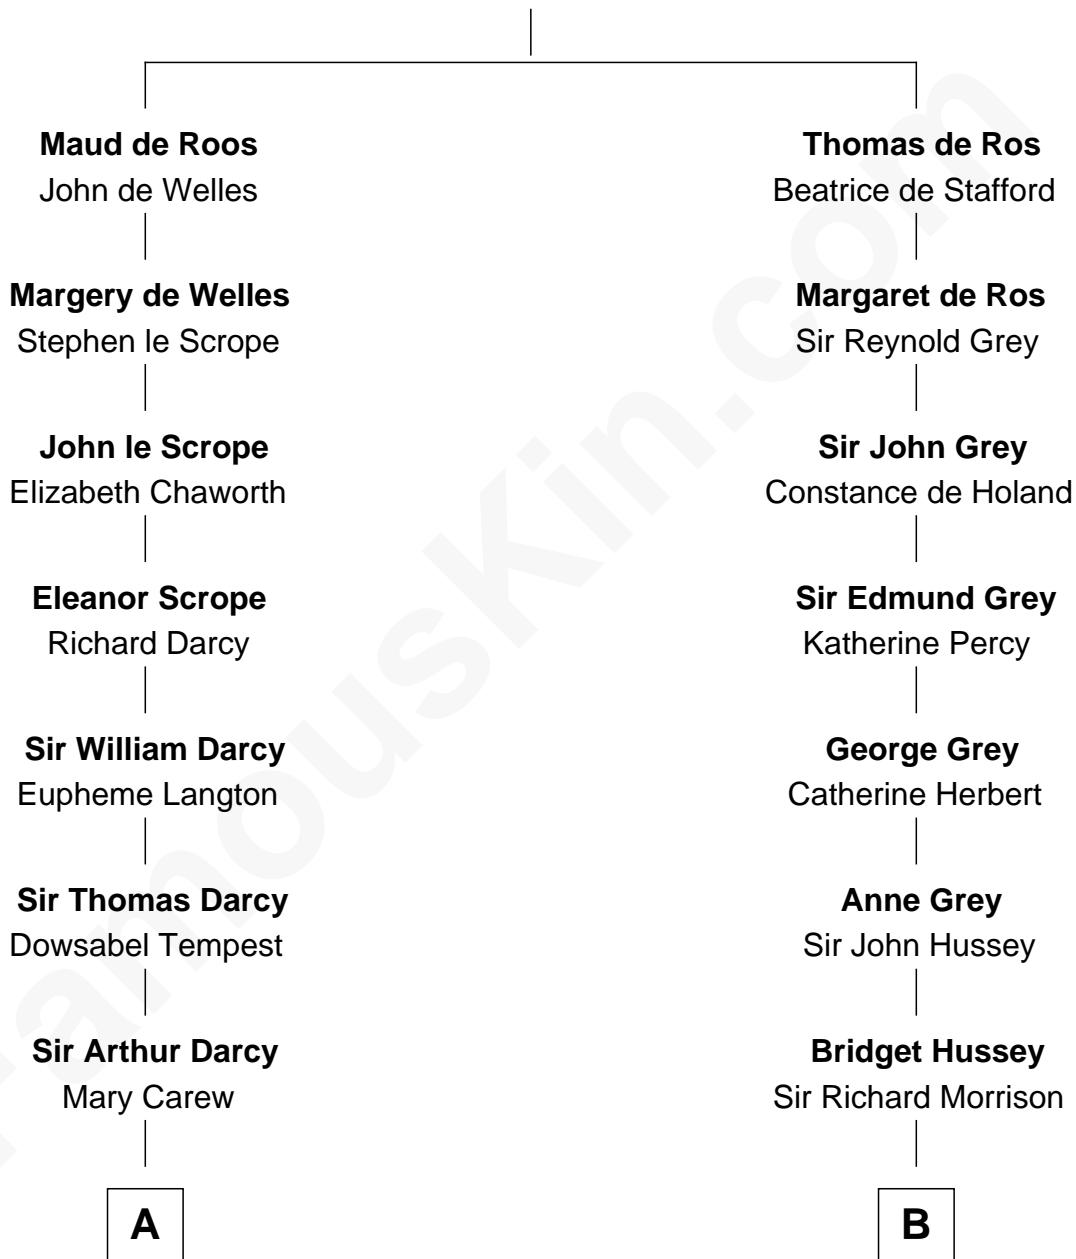 Maud de Roos
John de Welles
Thomas de Ros
Beatrice de Stafford
Margery de Welles
Stephen le Scrope
Margaret de Ros
Sir Reynold Grey
John le Scrope
Elizabeth Chaworth
Sir John Grey
Constance de Holand
Eleanor Scrope
Richard Darcy
Sir Edmund Grey
Katherine Percy
Sir William Darcy
Eupheme Langton
George Grey
Catherine Herbert
Sir Thomas Darcy
Dowsabel Tempest
Anne Grey
Sir John Hussey
Sir Arthur Darcy
Mary Carew
Bridget Hussey
Sir Richard Morrison
A
B
FamousKin.com